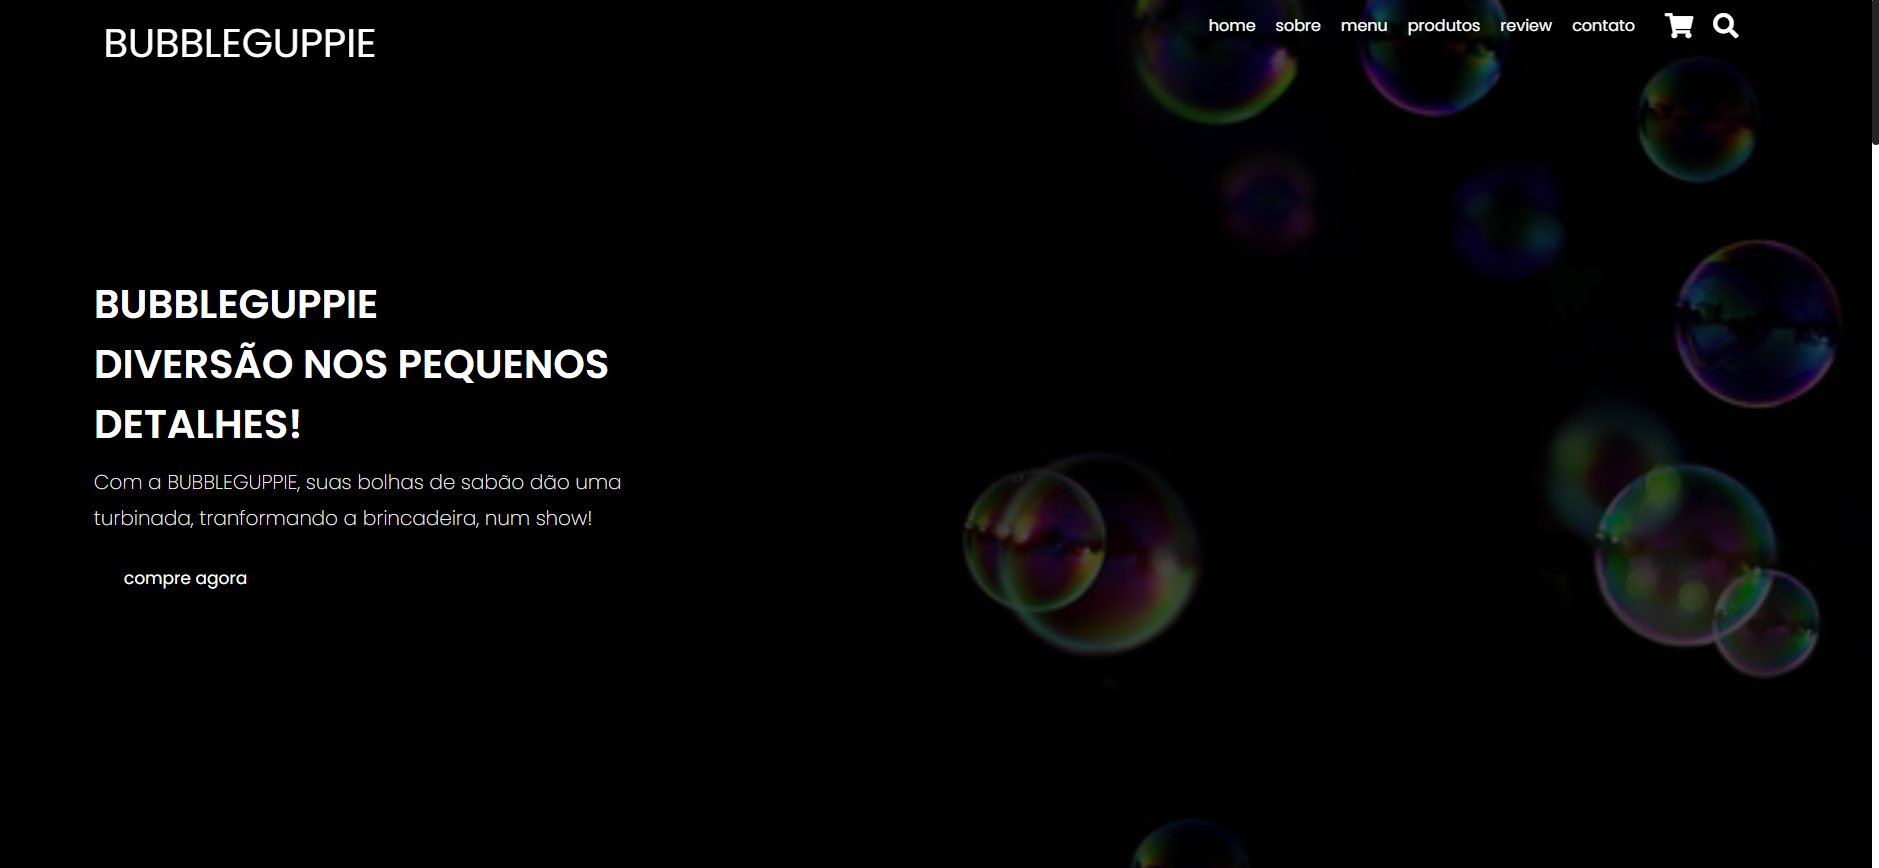 BUBBLEGUPPIE
home sobre menu produtos review contato
BUBBLEGUPPIE
DIVERSÃO NOS PEQUENOS
DETALHES!
Com a BUBBLEGUPPIE, suas bolhas de sabão dão uma
turbinada, tranformando a brincadeira, num show!
compre agora